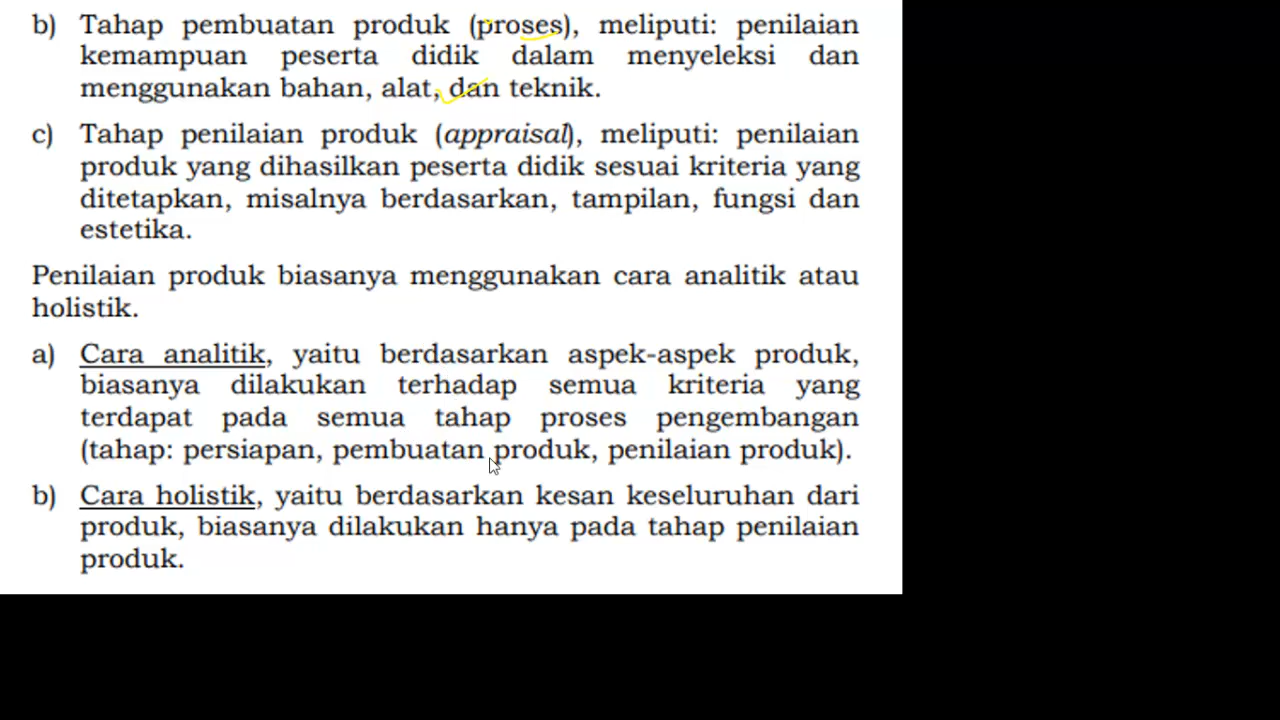 b) Tahap pembuatan produk (proses), meliputi: penilaian
kemampuan peserta didik dalam menyeleksi dan
menggunakan bahan, alat, dan teknik.
c) Tahap penilaian produk (appraisal), meliputi: penilaian
produk yang dihasilkan peserta didik sesuai kriteria yang
ditetapkan, misalnya berdasarkan, tampilan, fungsi dan
estetika.
Penilaian produk biasanya menggunakan cara analitik atau
holistik.
a) Cara analitik, yaitu berdasarkan aspek-aspek produk,
biasanya dilakukan terhadap semua kriteria yang
terdapat pada semua tahap proses pengembangan
(tahap: persiapan, pembuatan produk, penilaian produk).
b) Cara holistik, yaitu berdasarkan kesan keseluruhan dari
produk, biasanya dilakukan hanya pada tahap penilaian
produk.